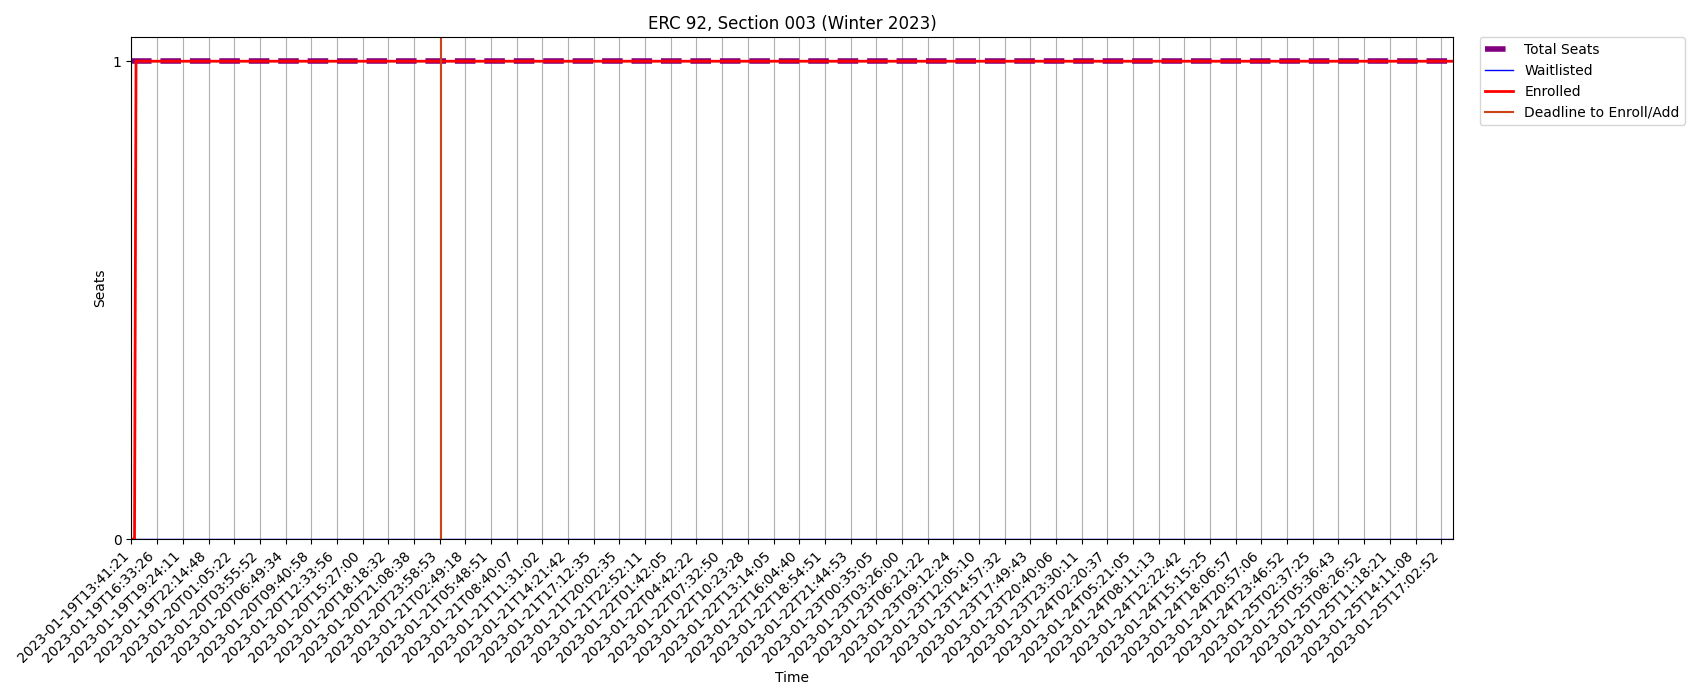 ERC 92, Section 003 (Winter 2023)
Total Seats
Waitlisted
Enrolled
Deadline to Enroll/Add
Seats
1
0
2023-01-19T13:41:21
2023-01-19T16:33:26
2023-01-19T19:24:11
2023-01-19T22:14:48
2023-01-20T01:05:22
2023-01-20T03:55:52
2023-01-20T06:49:34
2023-01-20T09:40:58
2023-01-20T12:33:56
2023-01-20T15:27:00
2023-01-20T18:18:32
2023-01-20T21:08:38
2023-01-20T23:58:53
2023-01-21T02:49:18
2023-01-21T05:48:51
2023-01-21T08:40:07
2023-01-21T11:31:02
2023-01-21T14:21:42
2023-01-21T17:12:35
2023-01-21T20:02:35
2023-01-21T22:52:11
2023-01-22T01:42:05
2023-01-22T04:42:22
2023-01-22T07:32:50
2023-01-22T10:23:28
2023-01-22T13:14:05
2023-01-22T16:04:40
2023-01-22T18:54:51
2023-01-22T21:44:53
2023-01-23T00:35:05
2023-01-23T03:26:00
2023-01-23T06:21:22
2023-01-23T09:12:24
2023-01-23T12:05:10
2023-01-23T14:57:32
2023-01-23T17:49:43
2023-01-23T20:40:06
2023-01-23T23:30:11
2023-01-24T02:20:37
2023-01-24T05:21:05
2023-01-24T08:11:13
2023-01-24T12:22:42
2023-01-24T15:15:25
2023-01-24T18:06:57
2023-01-24T20:57:06
2023-01-24T23:46:52
2023-01-25T02:37:25
2023-01-25T05:36:43
2023-01-25T08:26:52
2023-01-25T11:18:21
2023-01-25T14:11:08
2023-01-25T17:02:52
Time